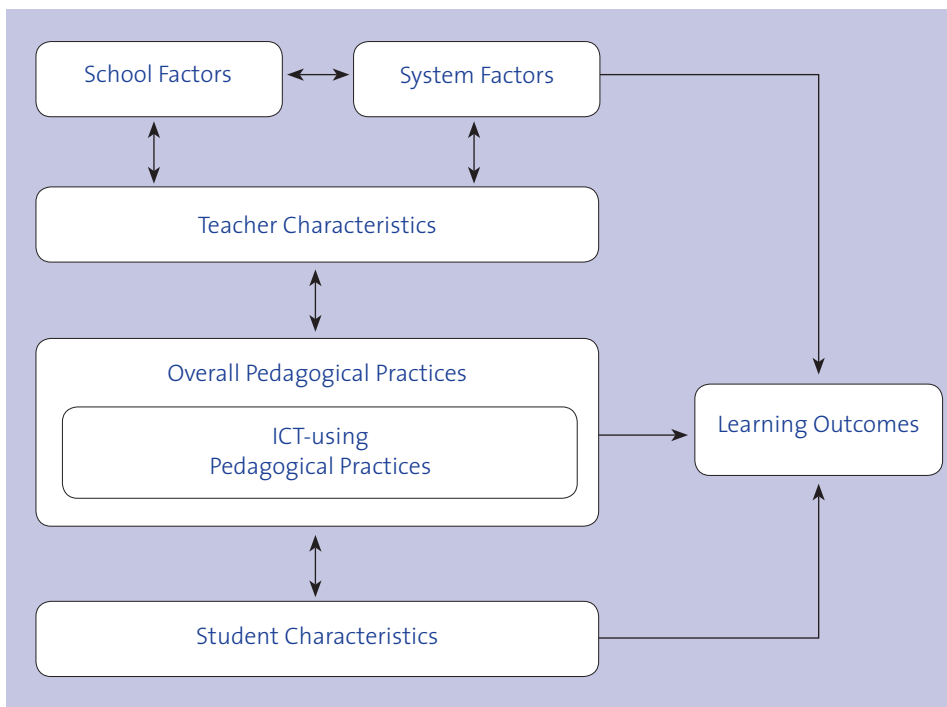 School Factors
System Factors
Teacher Characteristics
Overall Pedagogical Practices
ICT-using
Pedagogical Practices
Learning Outcomes
Student Characteristics